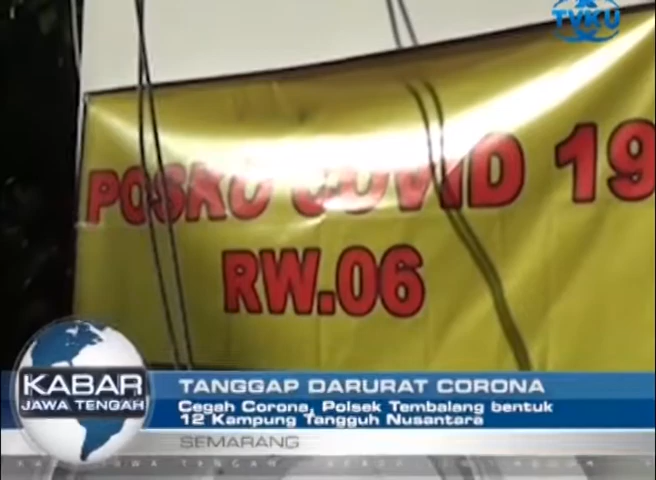 TVKU
POSKO COVID 19
RW.06
KABAR
JAWA TENGAH
TANGGAP DARURAT CORONA
Cegah Corona, Polsek Tembalang bentuk
12 Kampung Tangguh Nusantara
SEMARANG